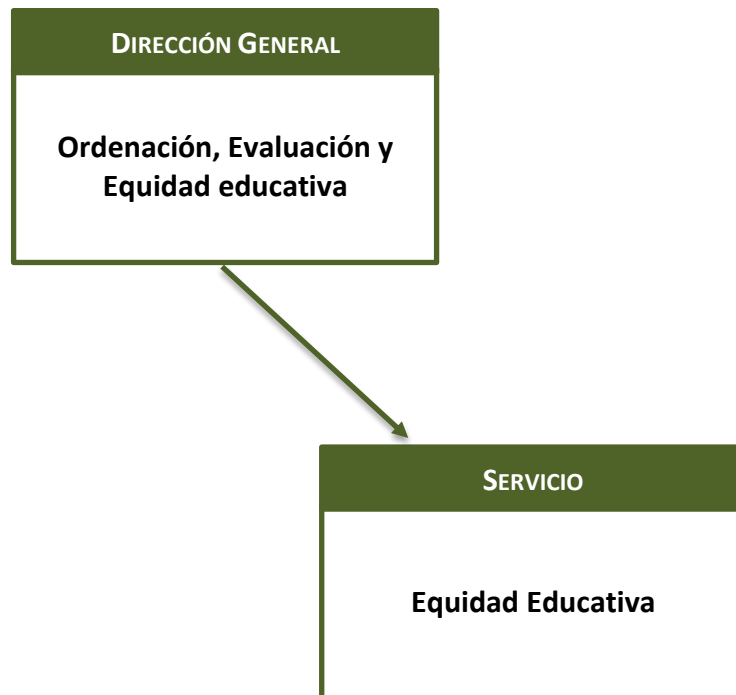 DIRECCIÓN GENERAL
Ordenación, Evaluación y
Equidad educativa
SERVICIO
Equidad Educativa